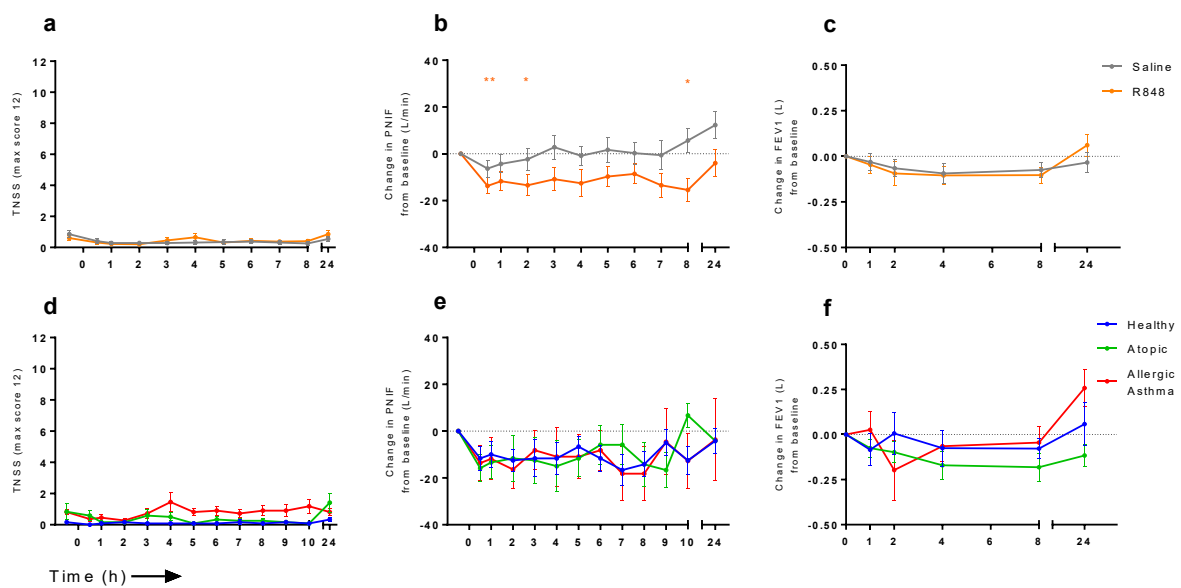 a
TNSS (max score 12)
12
10
8
6
4
2
0
0 1 2 3 4 5 6 7 8 24
b
Change in PNIF
from baseline (L/min)
40
20
0
-20
-40
** * *
0 1 2 3 4 5 6 7 8 24
c
Change in FEV1 (L)
from baseline
0.50
0.25
0.00
-0.25
-0.50
0 1 2 4 6 8 24
Saline
R848
d
TNSS (max score 12)
12
10
8
6
4
2
0
0 1 2 3 4 5 6 7 8 9 10 24
e
Change in PNIF
from baseline (L/min)
40
20
0
-20
-40
0 1 2 3 4 5 6 7 8 9 10 24
f
Change in FEV1 (L)
from baseline
0.50
0.25
0.00
-0.25
-0.50
0 1 2 4 6 8 24
Healthy
Atopic
Allergic
Asthma
Time (h)